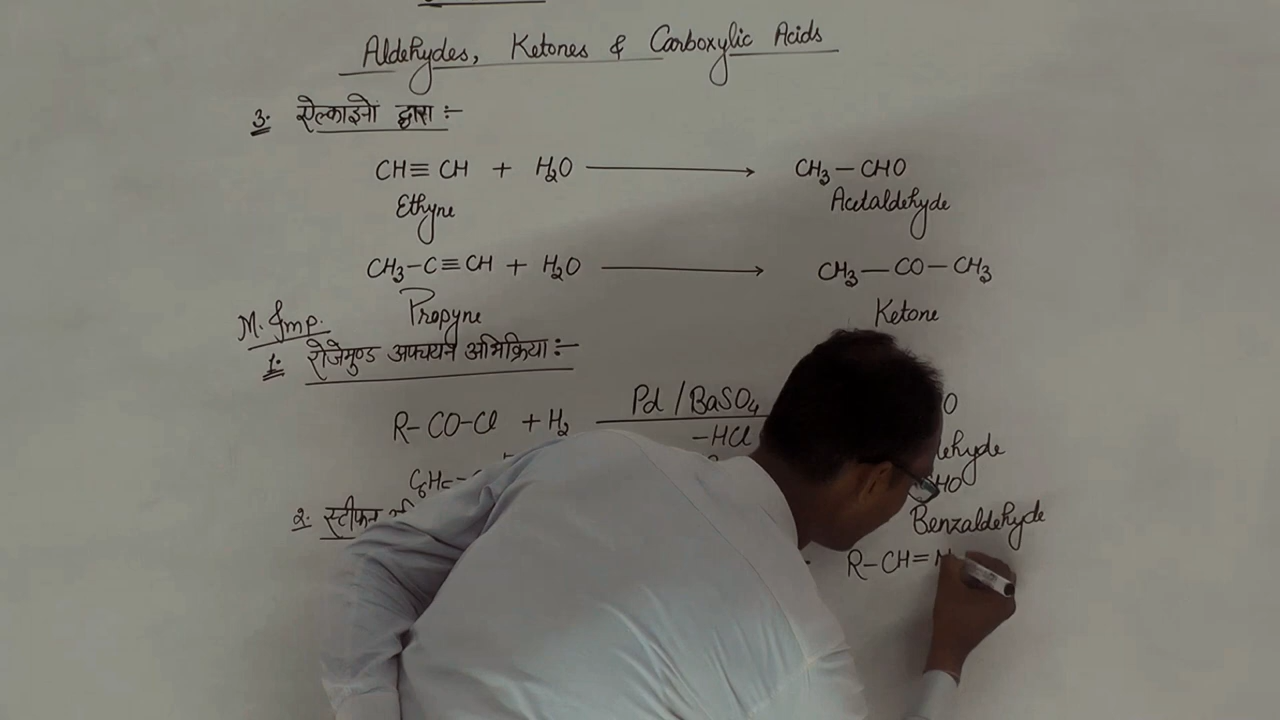 Aldehydes, Ketones & Carboxylic Acids
3. ऐल्काइनो द्वारा :-
CH≡CH + H₂O ⟶ CH₃—CHO
Ethyne Acetaldehyde
CH₃-C≡CH + H₂O ⟶ CH₃—CO—CH₃
Propyne Ketone
M. Imp.
1. रोजेमुण्ड अपचयन अभिक्रिया :-
Pd/BaSO₄
R-CO-Cl + H₂
-HCl
2. स्टीफन
Benzaldehyde
R-CH=